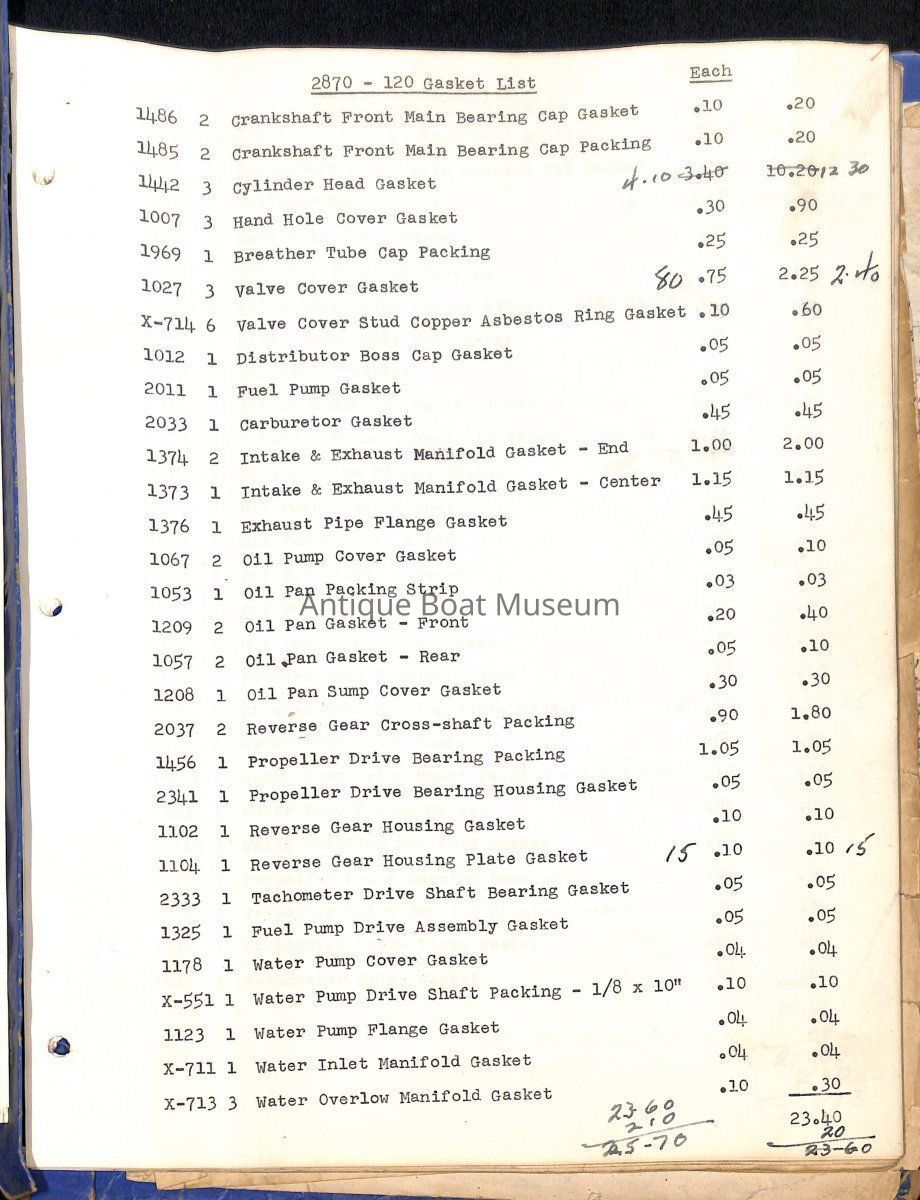 2870 - 120 Gasket List Each
1486 2 Crankshaft Front Main Bearing Cap Gasket .10 .20
1485 2 Crankshaft Front Main Bearing Cap Packing .10 .20
1442 3 Cylinder Head Gasket 4.10 3.40 10.20 12 30
1007 3 Hand Hole Cover Gasket .30 .90
1969 1 Breather Tube Cap Packing .25 .25
1027 3 Valve Cover Gasket 80 .75 2.25 2.40
X-714 6 Valve Cover Stud Copper Asbestos Ring Gasket .10 .60
1012 1 Distributor Boss Cap Gasket .05 .05
2011 1 Fuel Pump Gasket .05 .05
2033 1 Carburetor Gasket .45 .45
1374 2 Intake & Exhaust Manifold Gasket - End 1.00 2.00
1373 1 Intake & Exhaust Manifold Gasket - Center 1.15 1.15
1376 1 Exhaust Pipe Flange Gasket .45 .45
1067 2 Oil Pump Cover Gasket .05 .10
1053 1 Oil Pan Packing Strip .03 .03
Antique Boat Museum
1209 2 Oil Pan Gasket - Front .20 .40
1057 2 Oil Pan Gasket - Rear .05 .10
1208 1 Oil Pan Sump Cover Gasket .30 .30
2037 2 Reverse Gear Cross-shaft Packing .90 1.80
1456 1 Propeller Drive Bearing Packing 1.05 1.05
2341 1 Propeller Drive Bearing Housing Gasket .05 .05
1102 1 Reverse Gear Housing Gasket .10 .10
1104 1 Reverse Gear Housing Plate Gasket 15 .10 .10 15
2333 1 Tachometer Drive Shaft Bearing Gasket .05 .05
1325 1 Fuel Pump Drive Assembly Gasket .05 .05
1178 1 Water Pump Cover Gasket .04 .04
X-551 1 Water Pump Drive Shaft Packing - 1/8 x 10" .10 .10
1123 1 Water Pump Flange Gasket .04 .04
X-711 1 Water Inlet Manifold Gasket .04 .04
X-713 3 Water Overlow Manifold Gasket .10 .30
23-60 23.40
2 10 20
25-70 23-60